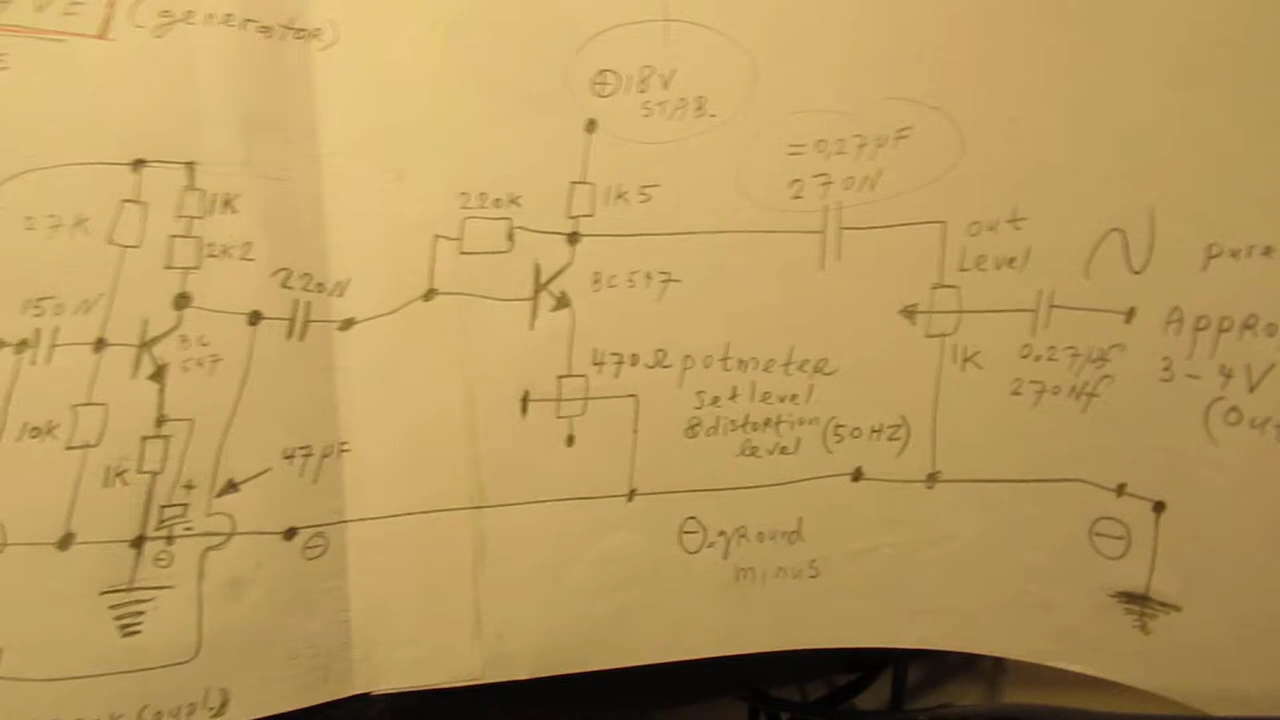 (generator)
⊕18V
STAB.
=0,27µF
270N
27K
1K
2K2
220K
1K5
out
Level
pure
150N
220N
BC547
BC
547
470Ω potmeter
set level
&distortion
level (50HZ)
1K
0.27µf
270Nf
Appro
3-4V
(Out
10K
1K
47µF
+
-
⊖
⊖
⊖.ground
minus
⊖